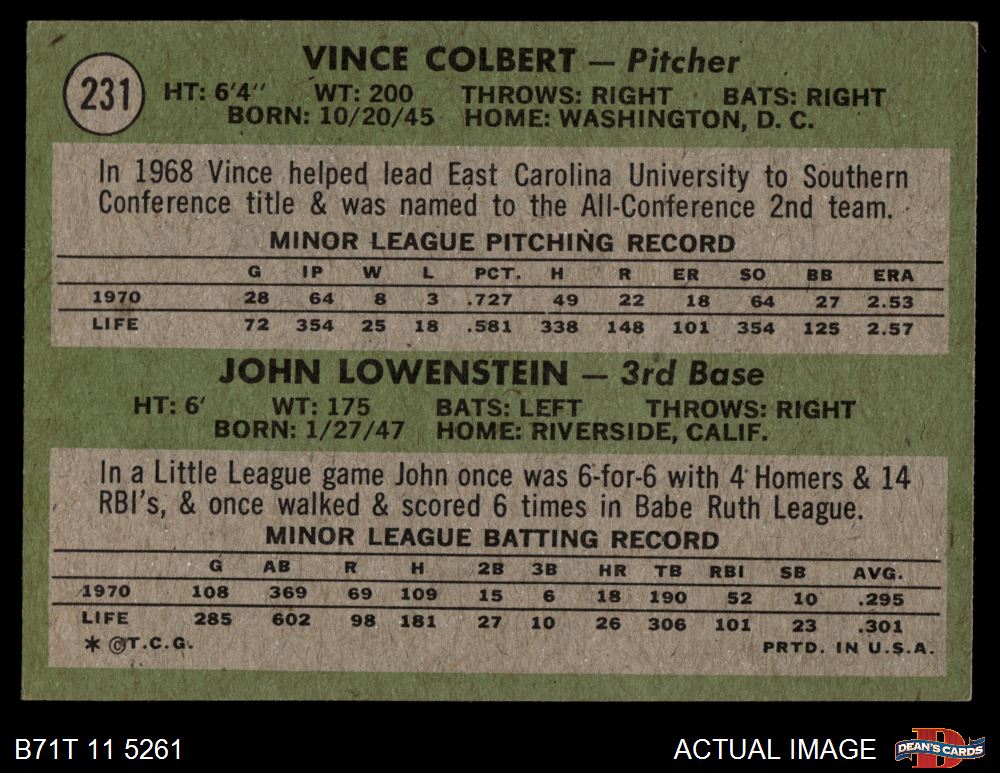 231
VINCE COLBERT — Pitcher
HT: 6'4" WT: 200 THROWS: RIGHT BATS: RIGHT
BORN: 10/20/45 HOME: WASHINGTON, D. C.
In 1968 Vince helped lead East Carolina University to Southern
Conference title & was named to the All-Conference 2nd team.
MINOR LEAGUE PITCHING RECORD
G IP W L PCT. H R ER SO BB ERA
1970 28 64 8 3 .727 49 22 18 64 27 2.53
LIFE 72 354 25 18 .581 338 148 101 354 125 2.57
JOHN LOWENSTEIN — 3rd Base
HT: 6' WT: 175 BATS: LEFT THROWS: RIGHT
BORN: 1/27/47 HOME: RIVERSIDE, CALIF.
In a Little League game John once was 6-for-6 with 4 Homers & 14
RBI's, & once walked & scored 6 times in Babe Ruth League.
MINOR LEAGUE BATTING RECORD
G AB R H 2B 3B HR TB RBI SB AVG.
1970 108 369 69 109 15 6 18 190 52 10 .295
LIFE 285 602 98 181 27 10 26 306 101 23 .301
* ©T.C.G. PRTD. IN U.S.A.
B71T 11 5261 ACTUAL IMAGE D DEAN'S CARDS